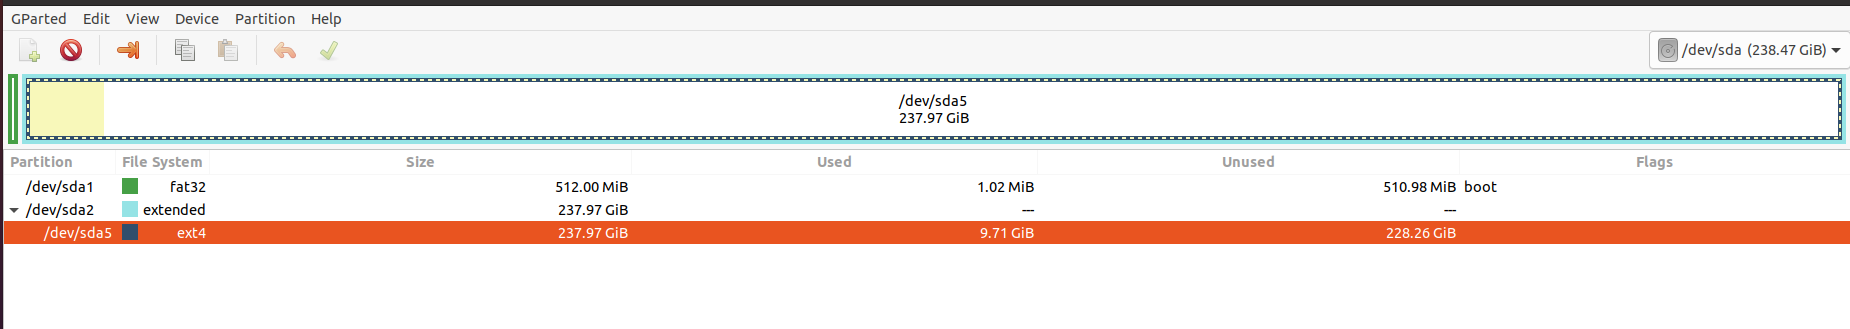 GParted Edit View Device Partition Help
/dev/sda (238.47 GiB)
/dev/sda5
237.97 GiB
Partition File System Size Used Unused Flags
/dev/sda1 fat32 512.00 MiB 1.02 MiB 510.98 MiB boot
/dev/sda2 extended 237.97 GiB --- ---
/dev/sda5 ext4 237.97 GiB 9.71 GiB 228.26 GiB